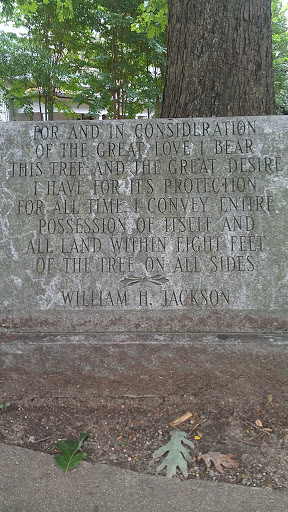 FOR AND IN CONSIDERATION
OF THE GREAT LOVE I BEAR
THIS TREE AND THE GREAT DESIRE
I HAVE FOR ITS PROTECTION
FOR ALL TIME, I CONVEY ENTIRE
POSSESSION OF ITSELF AND
ALL LAND WITHIN EIGHT FEET
OF THE TREE ON ALL SIDES
WILLIAM H. JACKSON